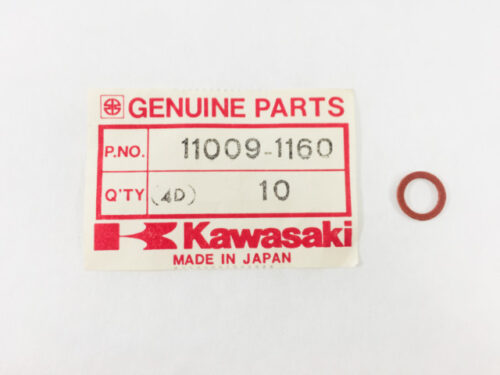 GENUINE PARTS
P.NO. 11009-1160
Q'TY (4D) 10
Kawasaki
MADE IN JAPAN